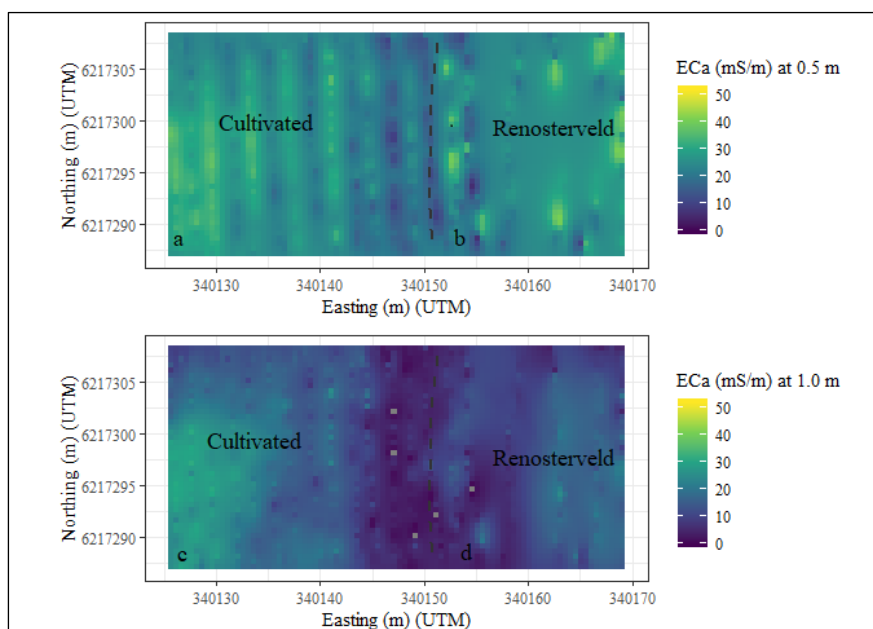 ECa (mS/m) at 0.5 m
50
40
30
20
10
0
Northing (m) (UTM)
6217305
6217300
6217295
6217290
Cultivated
Renosterveld
a
b
340130
340140
340150
340160
340170
Easting (m) (UTM)
ECa (mS/m) at 1.0 m
50
40
30
20
10
0
Northing (m) (UTM)
6217305
6217300
6217295
6217290
Cultivated
Renosterveld
c
d
340130
340140
340150
340160
340170
Easting (m) (UTM)